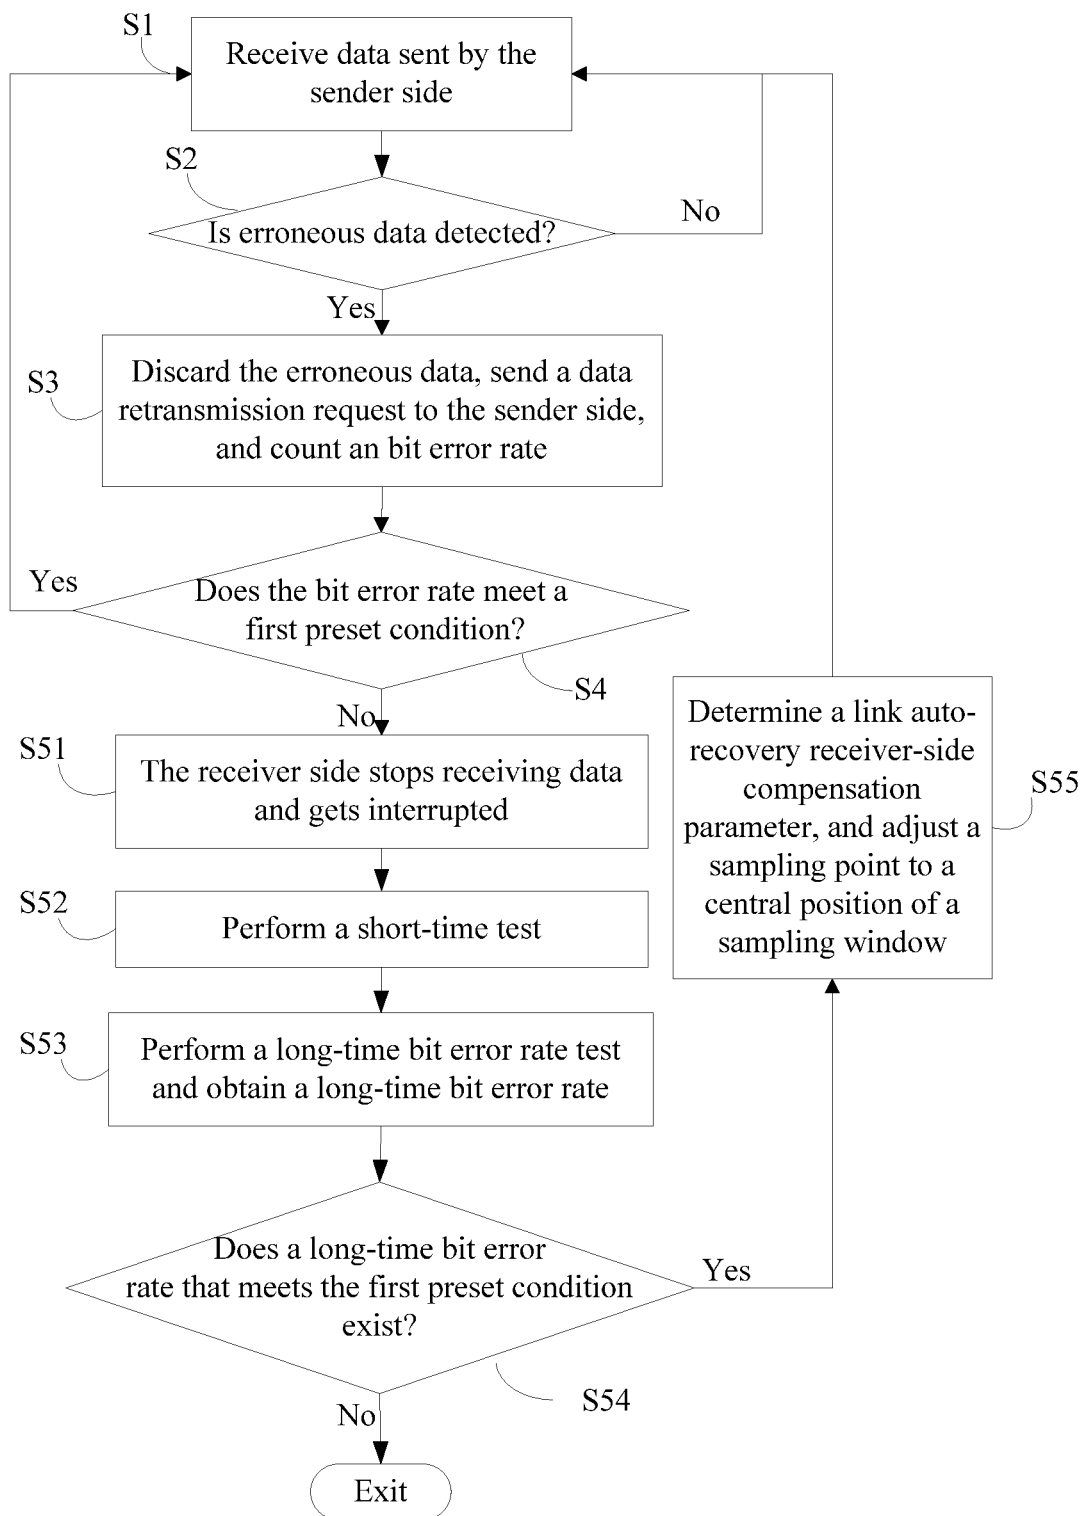 S1
Receive data sent by the
sender side
S2
Is erroneous data detected?
No
Yes
S3
Discard the erroneous data, send a data
retransmission request to the sender side,
and count an bit error rate
Yes
Does the bit error rate meet a
first preset condition?
S4
No
S51
The receiver side stops receiving data
and gets interrupted
S52
Perform a short-time test
S53
Perform a long-time bit error rate test
and obtain a long-time bit error rate
Does a long-time bit error
rate that meets the first preset condition
exist?
Yes
S54
No
Exit
Determine a link auto-
recovery receiver-side
compensation
parameter, and adjust a
sampling point to a
central position of a
sampling window
S55